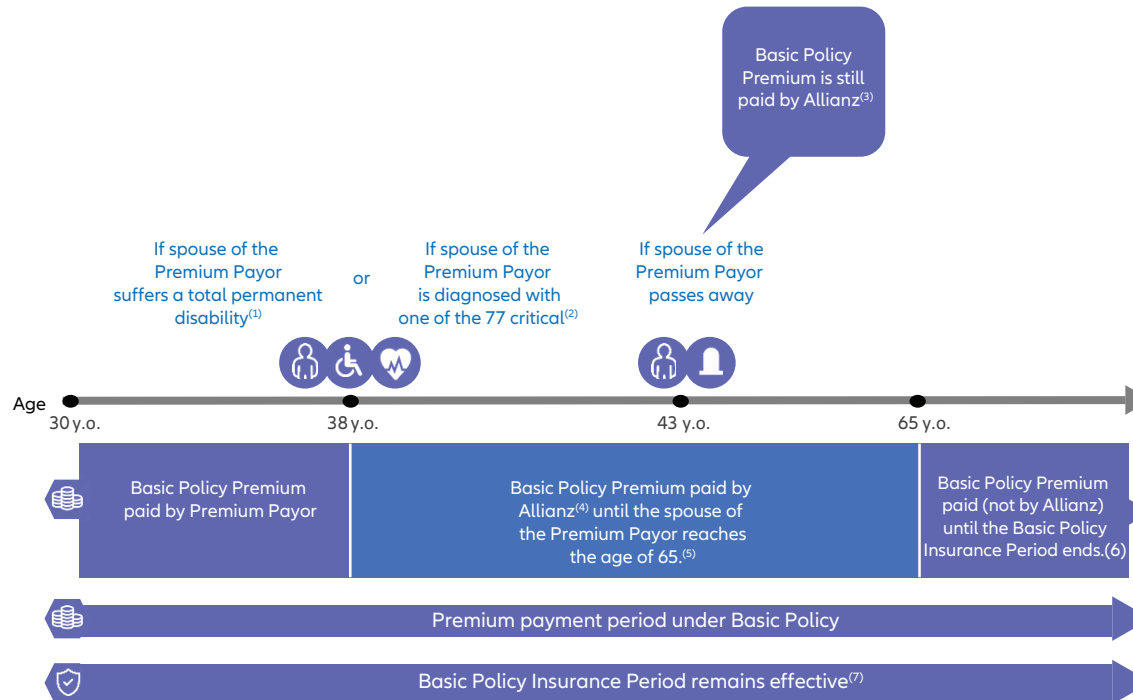 Basic Policy
Premium is still
paid by Allianz(3)
If spouse of the
Premium Payor
suffers a total permanent
disability(1)
or
If spouse of the
Premium Payor
is diagnosed with
one of the 77 critical(2)
If spouse of the
Premium Payor
passes away
Age
30 y.o.
38 y.o.
43 y.o.
65 y.o.
Basic Policy Premium
paid by Premium Payor
Basic Policy Premium paid by
Allianz(4) until the spouse of
the Premium Payor reaches
the age of 65.(5)
Basic Policy Premium
paid (not by Allianz)
until the Basic Policy
Insurance Period ends.(6)
Premium payment period under Basic Policy
Basic Policy Insurance Period remains effective(7)